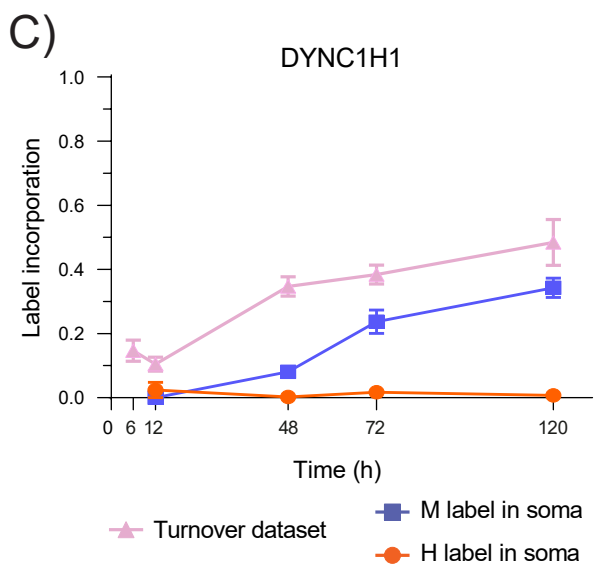 C)
DYNC1H1
Label incorporation
1.0
0.8
0.6
0.4
0.2
0.0
0 6 12 48 72 120
Time (h)
Turnover dataset
M label in soma
H label in soma